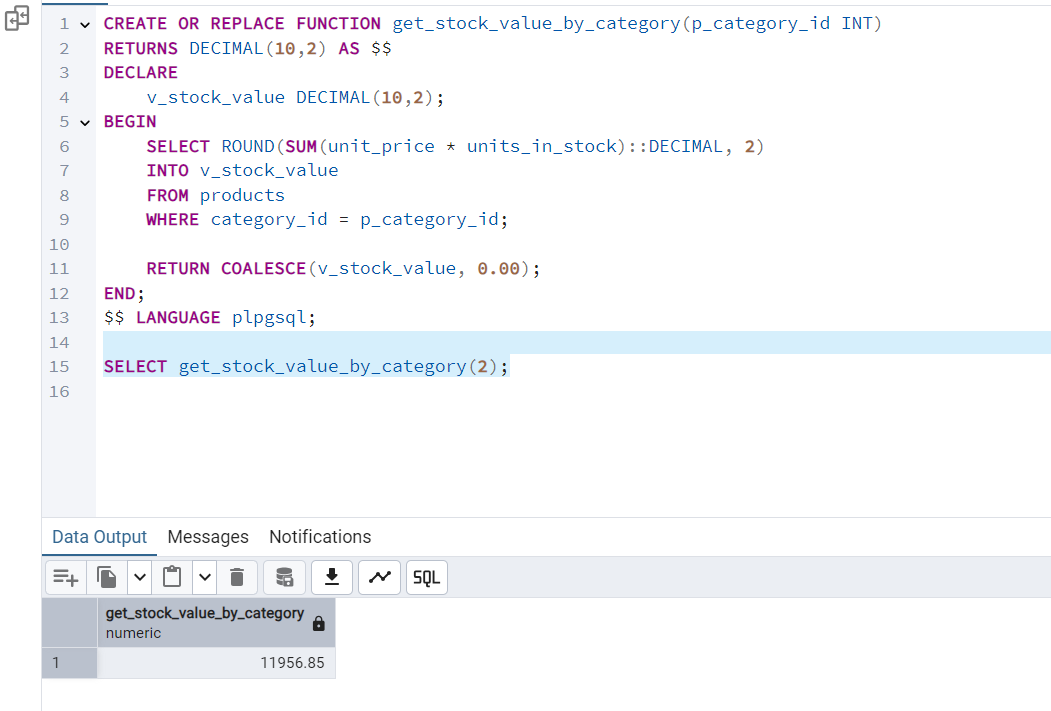 1 CREATE OR REPLACE FUNCTION get_stock_value_by_category(p_category_id INT)
2 RETURNS DECIMAL(10,2) AS $$
3 DECLARE
4     v_stock_value DECIMAL(10,2);
5 BEGIN
6     SELECT ROUND(SUM(unit_price * units_in_stock)::DECIMAL, 2)
7     INTO v_stock_value
8     FROM products
9     WHERE category_id = p_category_id;
10
11     RETURN COALESCE(v_stock_value, 0.00);
12 END;
13 $$ LANGUAGE plpgsql;
14
15 SELECT get_stock_value_by_category(2);
16
Data Output Messages Notifications
SQL
get_stock_value_by_category
numeric
1 11956.85